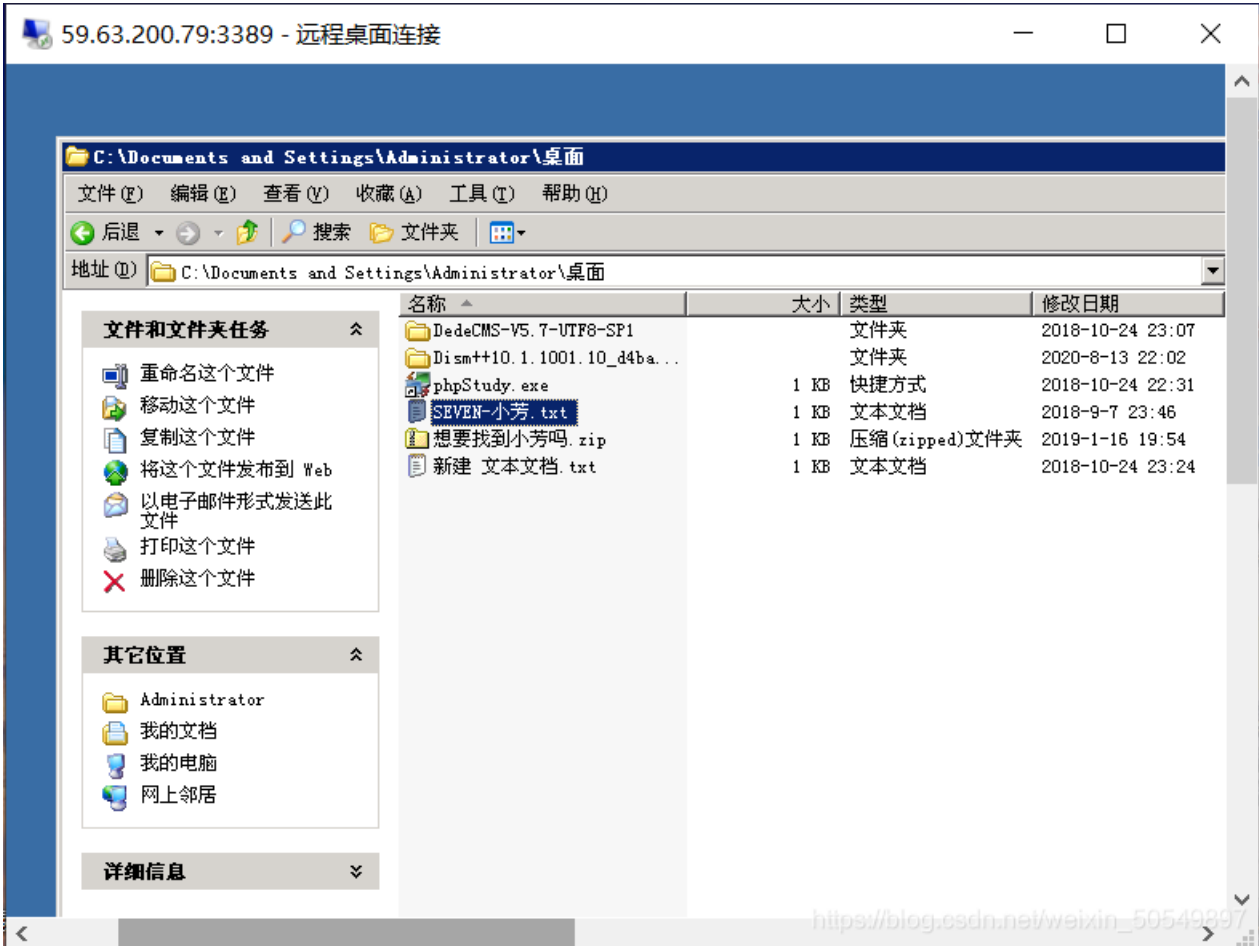 59.63.200.79:3389 - 远程桌面连接
C:\Documents and Settings\Administrator\桌面
文件(F) 编辑(E) 查看(V) 收藏(A) 工具(T) 帮助(H)
后退 搜索 文件夹
地址(D) C:\Documents and Settings\Administrator\桌面
名称 大小 类型 修改日期
DedeCMS-V5.7-UTF8-SP1 文件夹 2018-10-24 23:07
Dism++10.1.1001.10_d4ba... 文件夹 2020-8-13 22:02
phpStudy.exe 1 KB 快捷方式 2018-10-24 22:31
SEVEN-小芳.txt 1 KB 文本文档 2018-9-7 23:46
想要找到小芳吗.zip 1 KB 压缩(zipped)文件夹 2019-1-16 19:54
新建 文本文档.txt 1 KB 文本文档 2018-10-24 23:24
文件和文件夹任务
重命名这个文件
移动这个文件
复制这个文件
将这个文件发布到 Web
以电子邮件形式发送此
文件
打印这个文件
删除这个文件
其它位置
Administrator
我的文档
我的电脑
网上邻居
详细信息
https://blog.csdn.net/weixin_50549897